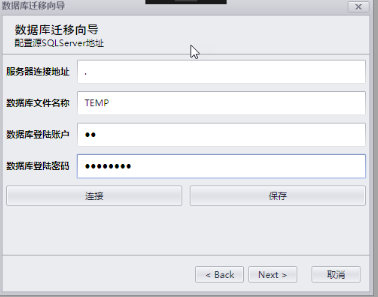 数据库迁移向导
数据库迁移向导
配置源SQLServer地址
服务器连接地址
.
数据库文件名称
TEMP
数据库登陆账户
●●
数据库登陆密码
●●●●●●●●
连接
保存
< Back
Next >
取消